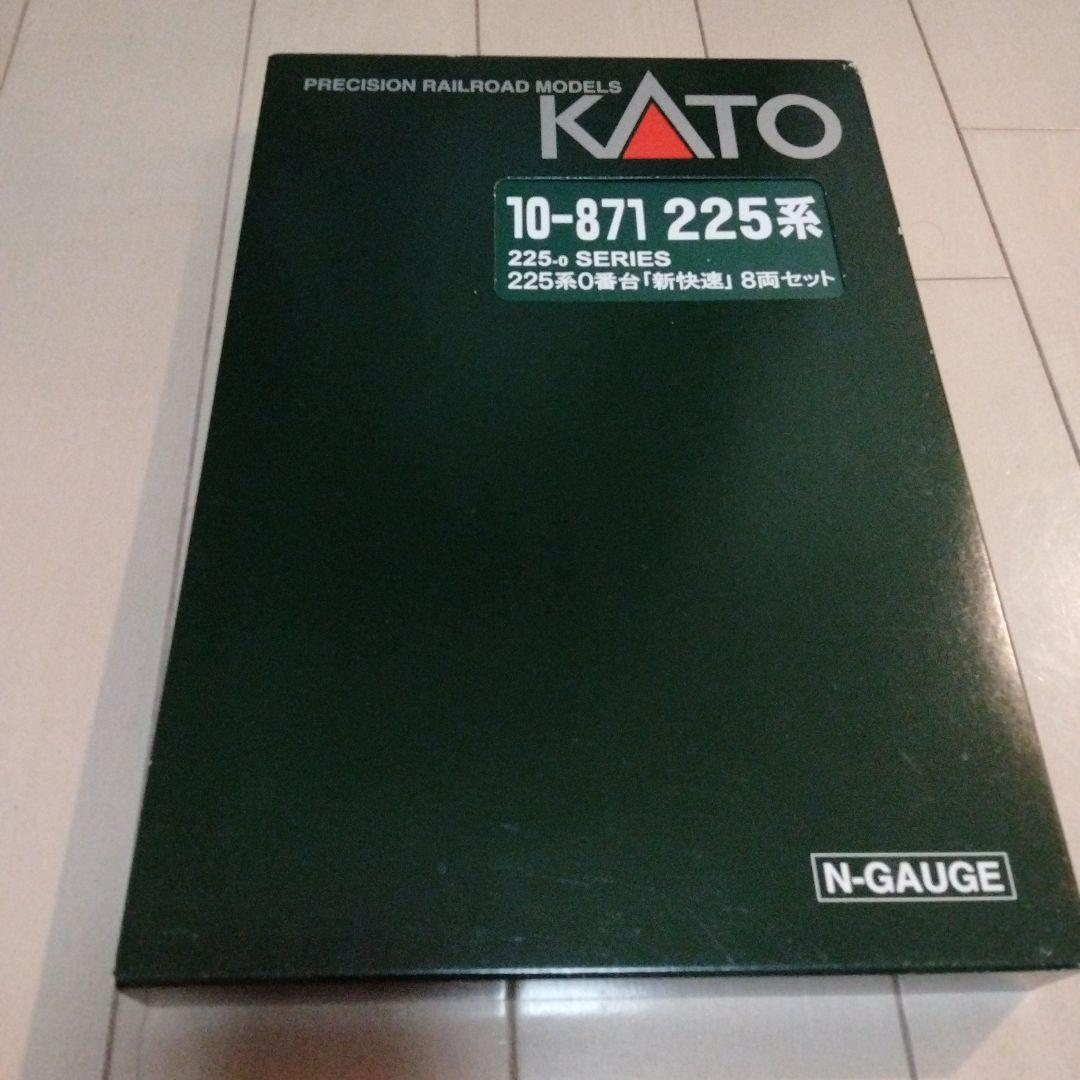 PRECISION RAILROAD MODELS
KATO
10-871 225系
225-0 SERIES
225系0番台「新快速」8両セット
N-GAUGE